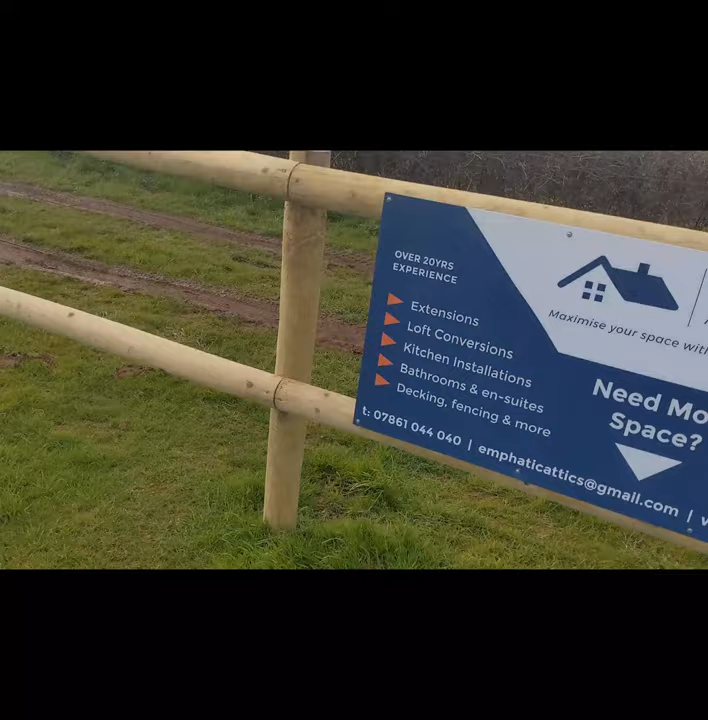 OVER 20YRS
EXPERIENCE
Extensions
Loft Conversions
Kitchen Installations
Bathrooms & en-suites
Decking, fencing & more
Maximise your space with
Need Mo
Space?
t: 07861 044 040 | emphaticattics@gmail.com |